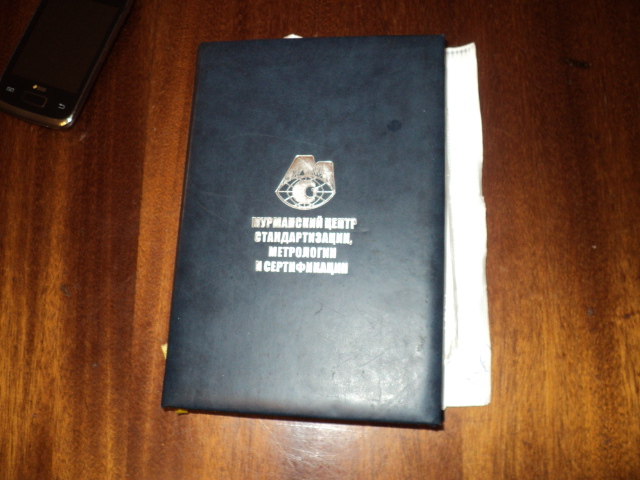 МУРМАНСКИЙ ЦЕНТР
СТАНДАРТИЗАЦИИ,
МЕТРОЛОГИИ
И СЕРТИФИКАЦИИ